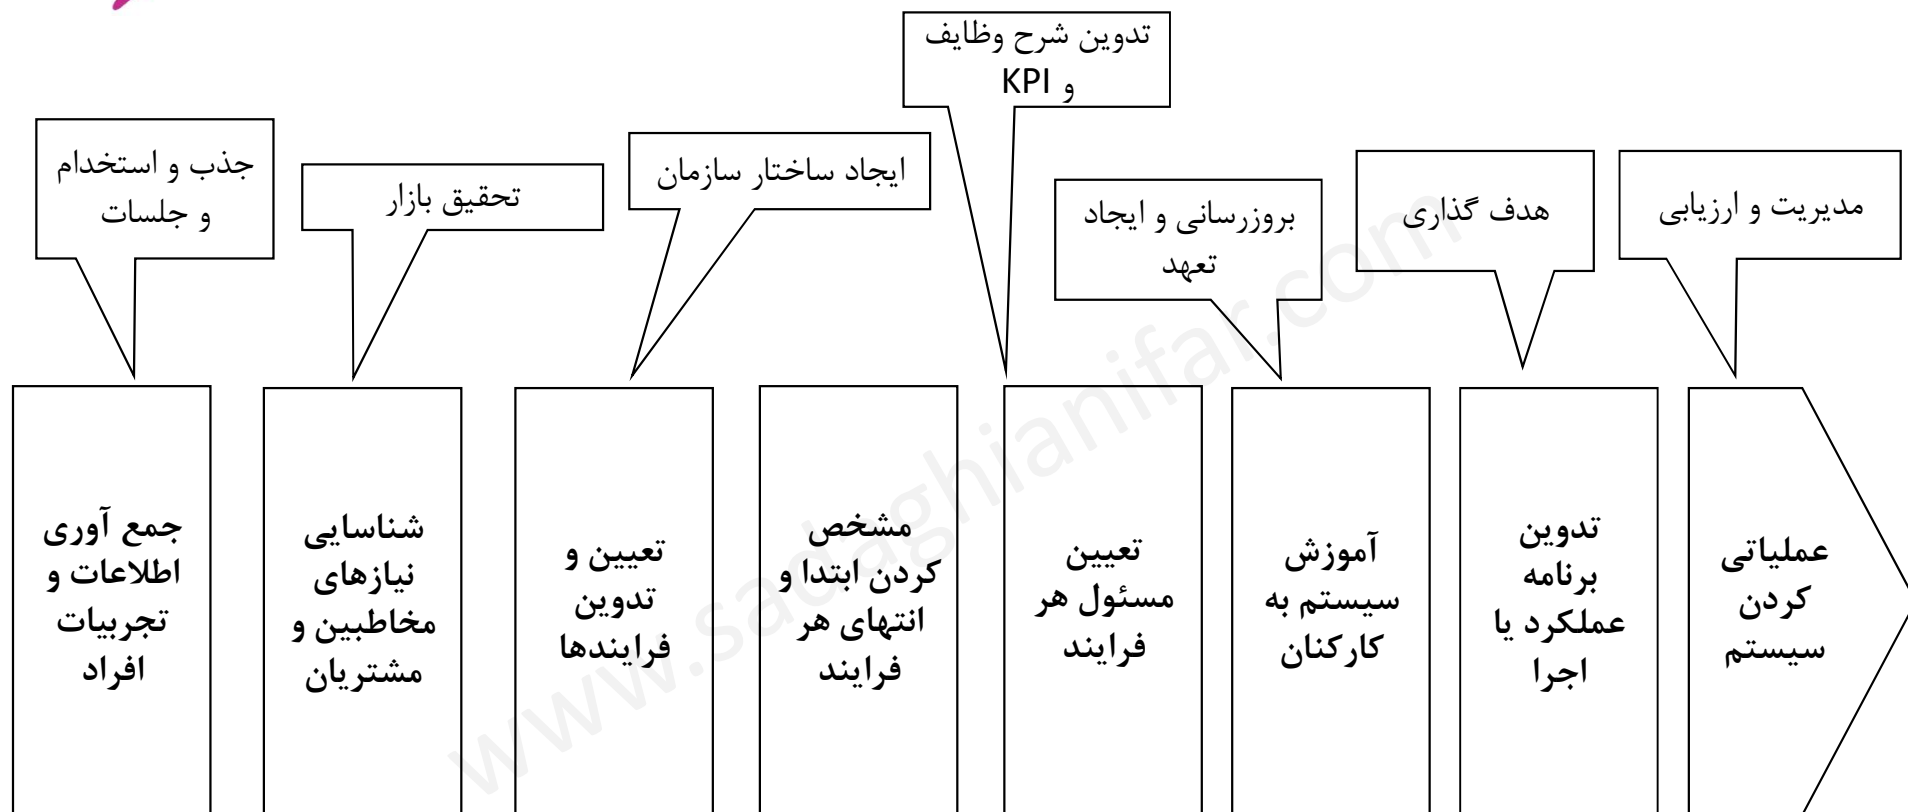 تدوین شرح وظایف
و KPI
جذب و استخدام
و جلسات
تحقیق بازار
ایجاد ساختار سازمان
بروزرسانی و ایجاد
تعهد
هدف گذاری
مدیریت و ارزیابی
جمع آوری
اطلاعات و
تجربیات
افراد
شناسایی
نیازهای
مخاطبین و
مشتریان
تعیین و
تدوین
فرایندها
مشخص
کردن ابتدا و
انتهای هر
فرایند
تعیین
مسئول هر
فرایند
آموزش
سیستم به
کارکنان
تدوین
برنامه
عملکرد یا
اجرا
عملیاتی
کردن
سیستم
www.sadaghianifar.com